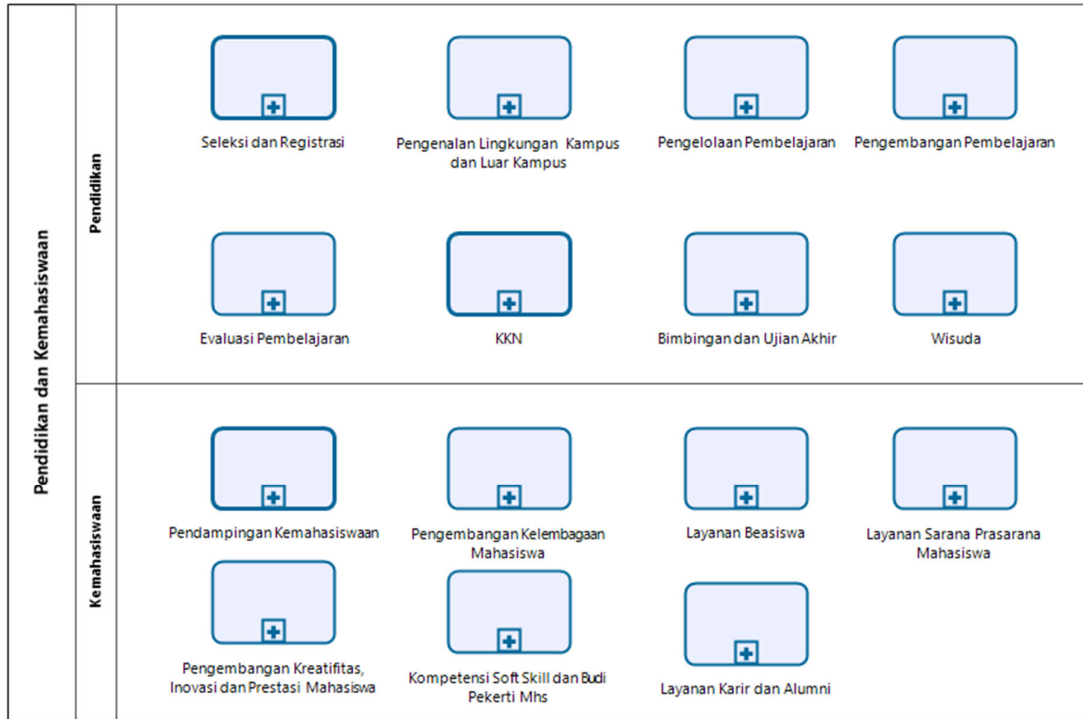 Pendidikan dan Kemahasiswaan
Pendidikan
Seleksi dan Registrasi
Pengenalan Lingkungan Kampus
dan Luar Kampus
Pengelolaan Pembelajaran
Pengembangan Pembelajaran
Evaluasi Pembelajaran
KKN
Bimbingan dan Ujian Akhir
Wisuda
Kemahasiswaan
Pendampingan Kemahasiswaan
Pengembangan Kelembagaan
Mahasiswa
Layanan Beasiswa
Layanan Sarana Prasarana
Mahasiswa
Pengembangan Kreatifitas,
Inovasi dan Prestasi Mahasiswa
Kompetensi Soft Skill dan Budi
Pekerti Mhs
Layanan Karir dan Alumni